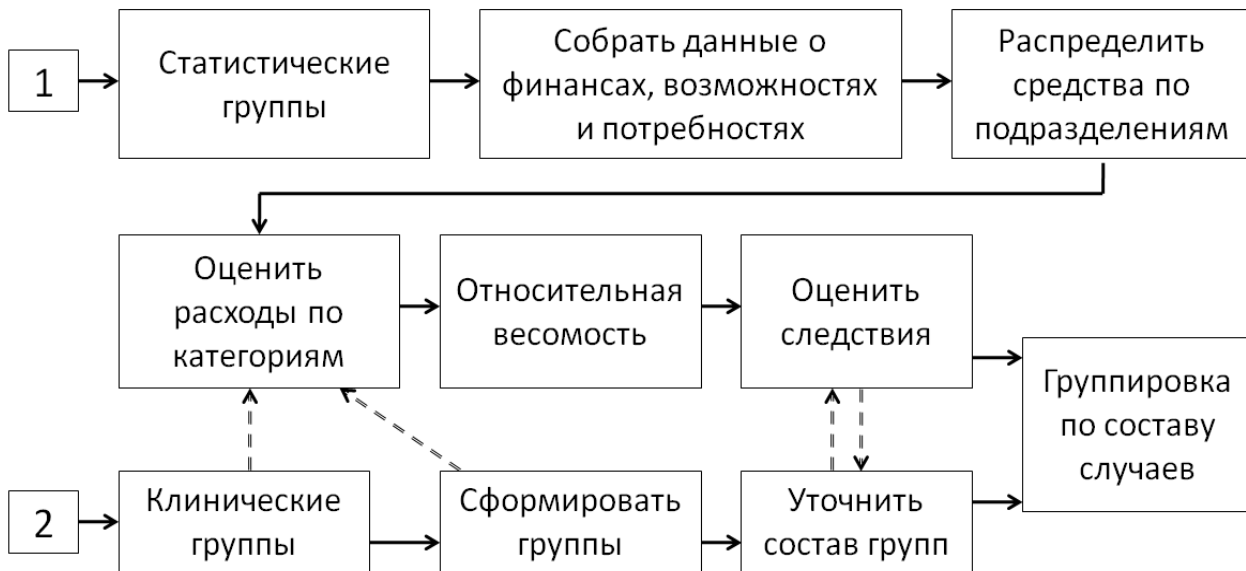 1
Статистические
группы
Собрать данные о
финансах, возможностях
и потребностях
Распределить
средства по
подразделениям
Оценить
расходы по
категориям
Относительная
весомость
Оценить
следствия
Группировка
по составу
случаев
2
Клинические
группы
Сформировать
группы
Уточнить
состав групп